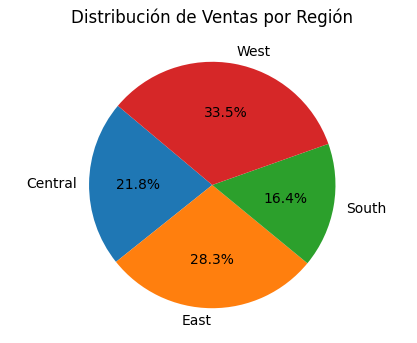 Distribución de Ventas por Región
West
33.5%
Central
21.8%
16.4%
South
28.3%
East